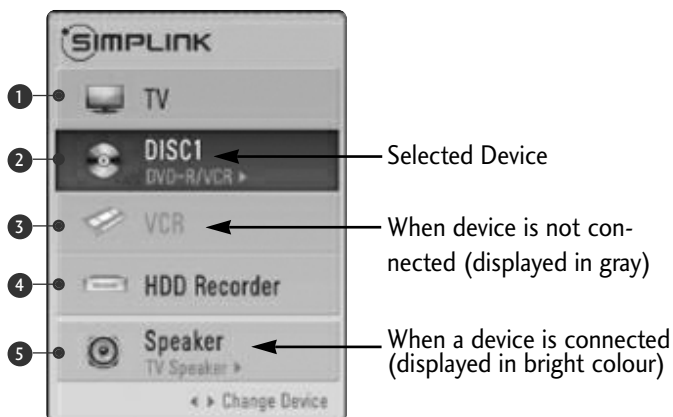 SIMPLINK
1 TV
2 DISC1
DVD-R/VCR
Selected Device
3 VCR
When device is not con-
nected (displayed in gray)
4 HDD Recorder
5 Speaker
TV Speaker
When a device is connected
(displayed in bright colour)
Change Device